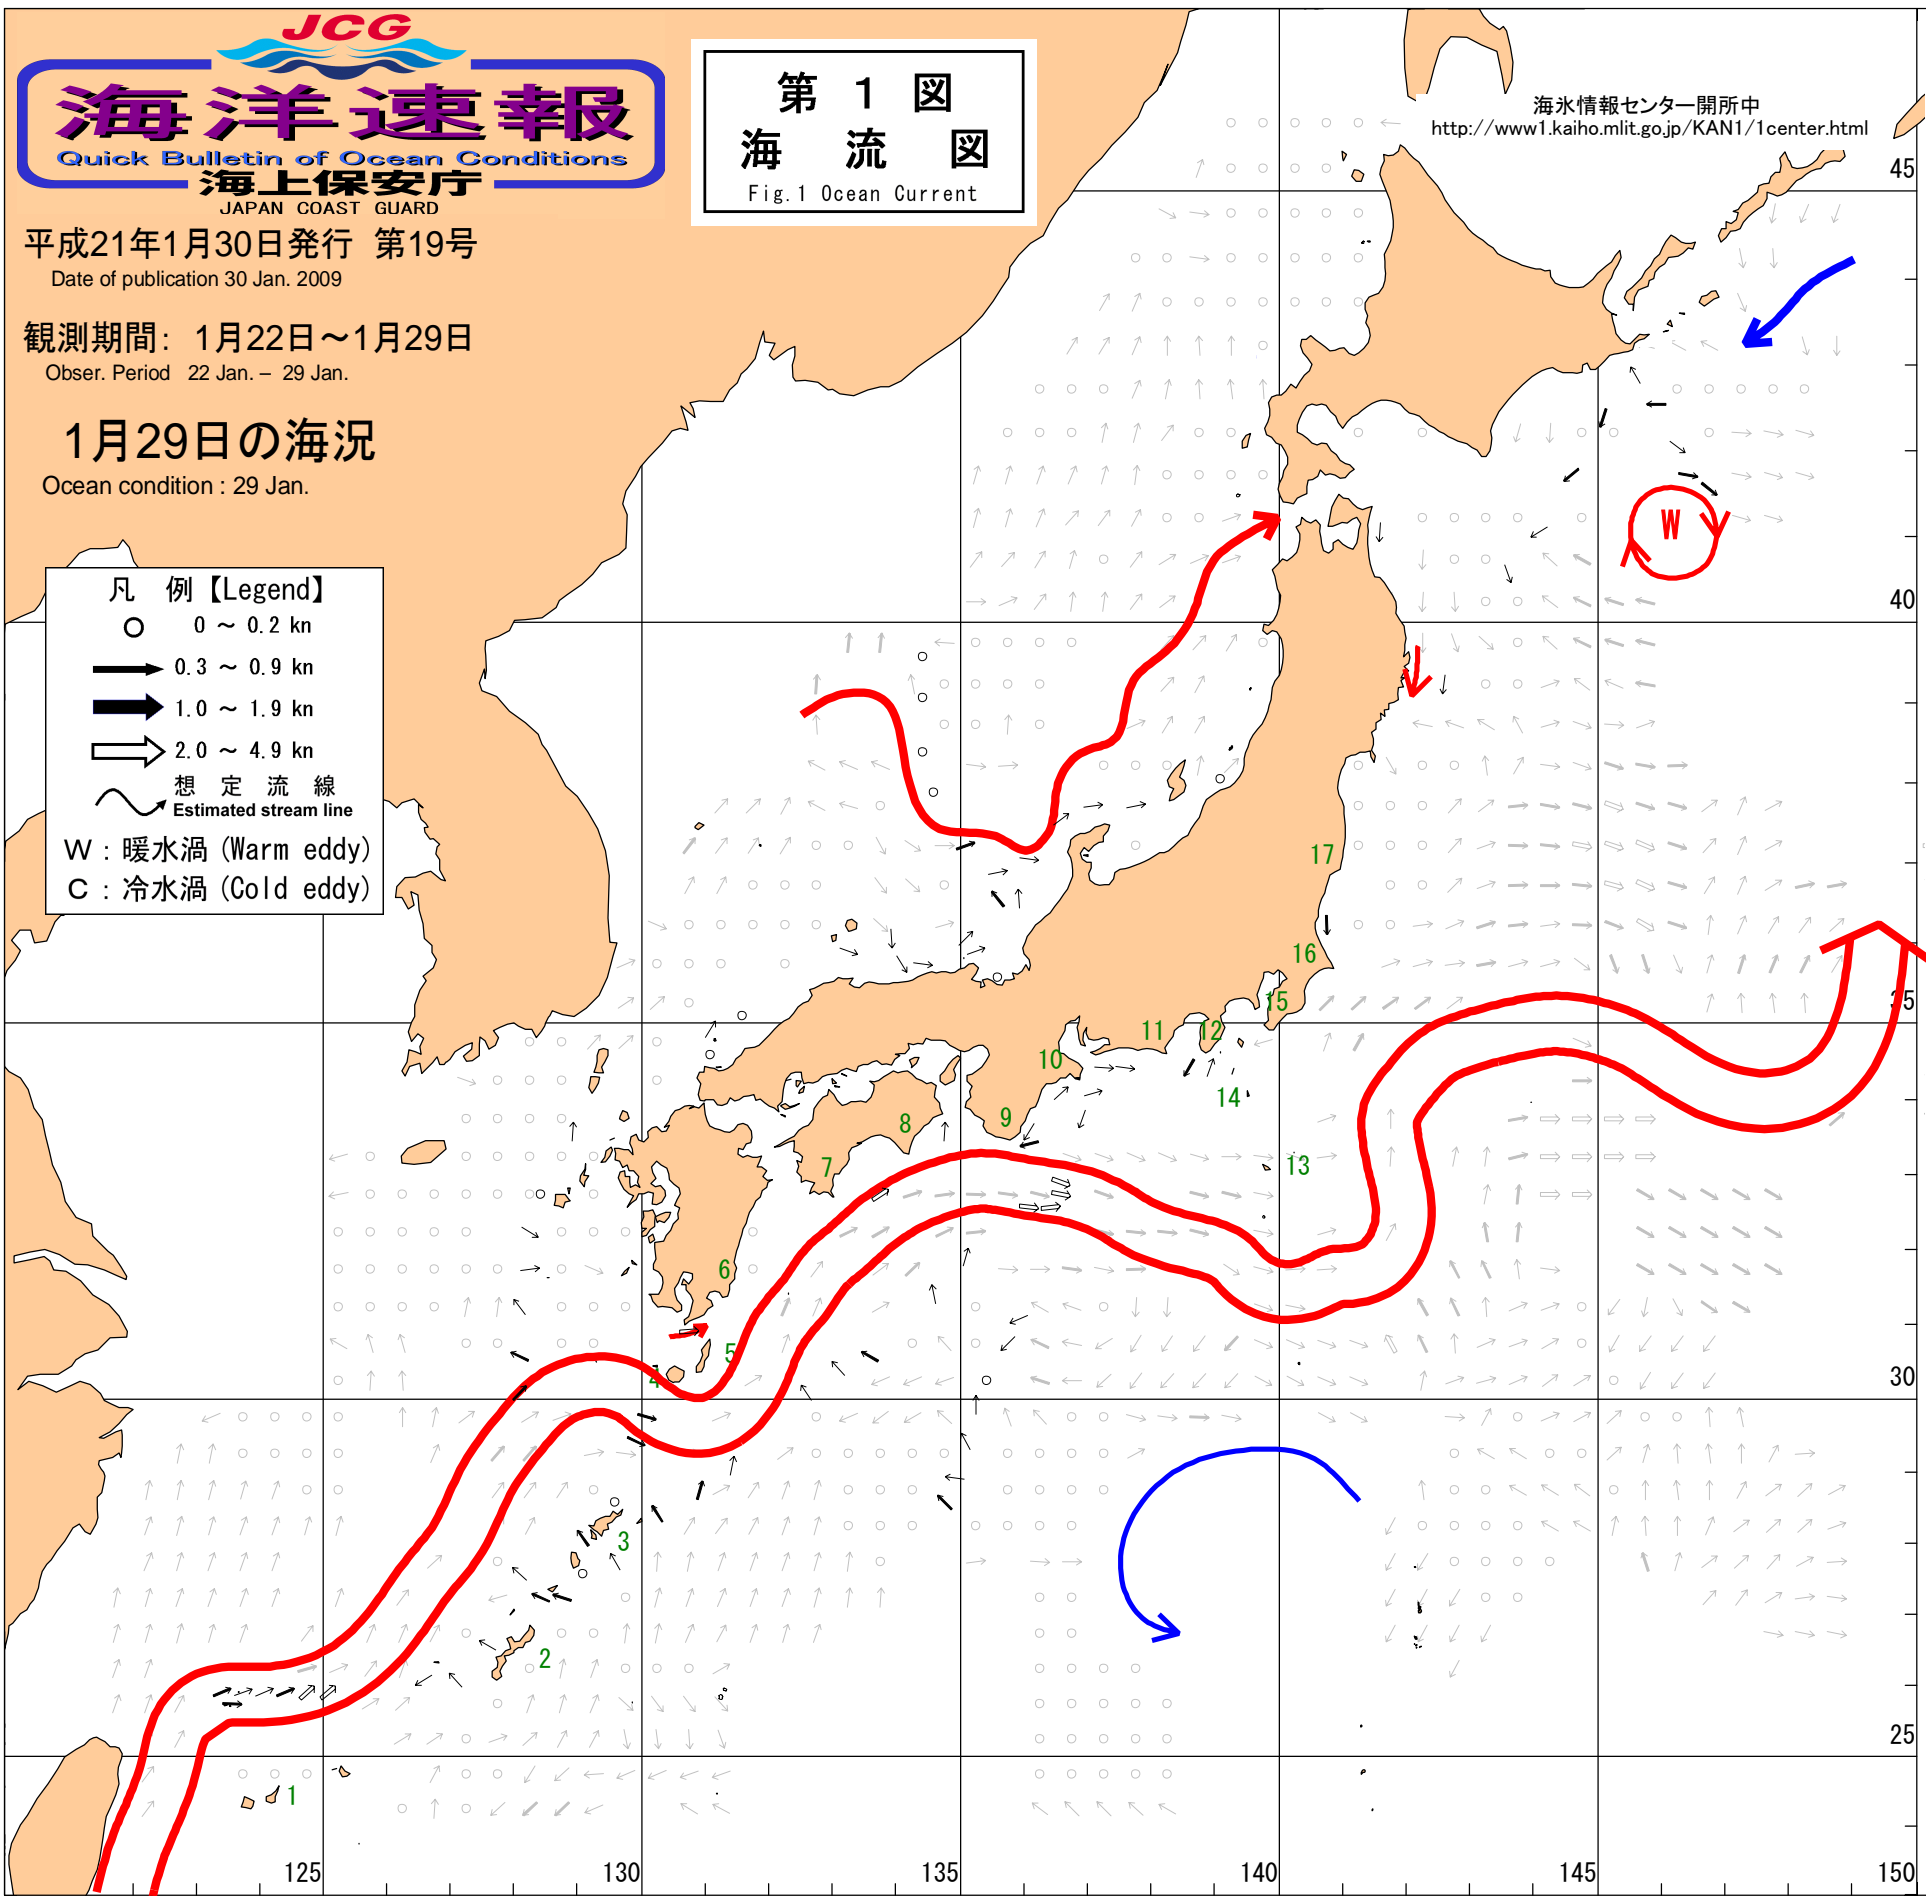 JCG
海洋速報
Quick Bulletin of Ocean Conditions
海上保安庁
JAPAN COAST GUARD
平成21年1月30日発行 第19号
Date of publication 30 Jan. 2009
観測期間: 1月22日～1月29日
Obser. Period 22 Jan. – 29 Jan.
1月29日の海況
Ocean condition : 29 Jan.
第 1 図
海 流 図
Fig.1 Ocean Current
海氷情報センター開所中
http://www1.kaiho.mlit.go.jp/KAN1/1center.html
凡 例【Legend】
0 ～ 0.2 kn
0.3 ～ 0.9 kn
1.0 ～ 1.9 kn
2.0 ～ 4.9 kn
想 定 流 線
Estimated stream line
W : 暖水渦 (Warm eddy)
C : 冷水渦 (Cold eddy)
45
W
40
17
16
15
35
12
11
10
14
9
8
13
7
6
5
4
30
3
2
25
1
125
130
135
140
145
150